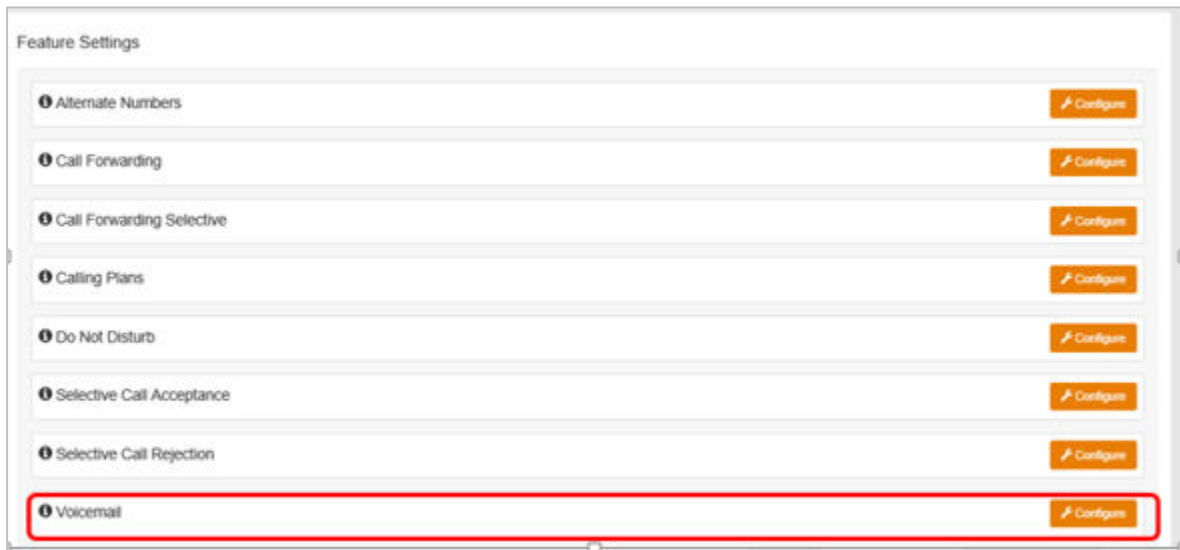 Feature Settings
Alternate Numbers Configure
Call Forwarding Configure
Call Forwarding Selective Configure
Calling Plans Configure
Do Not Disturb Configure
Selective Call Acceptance Configure
Selective Call Rejection Configure
Voicemail Configure